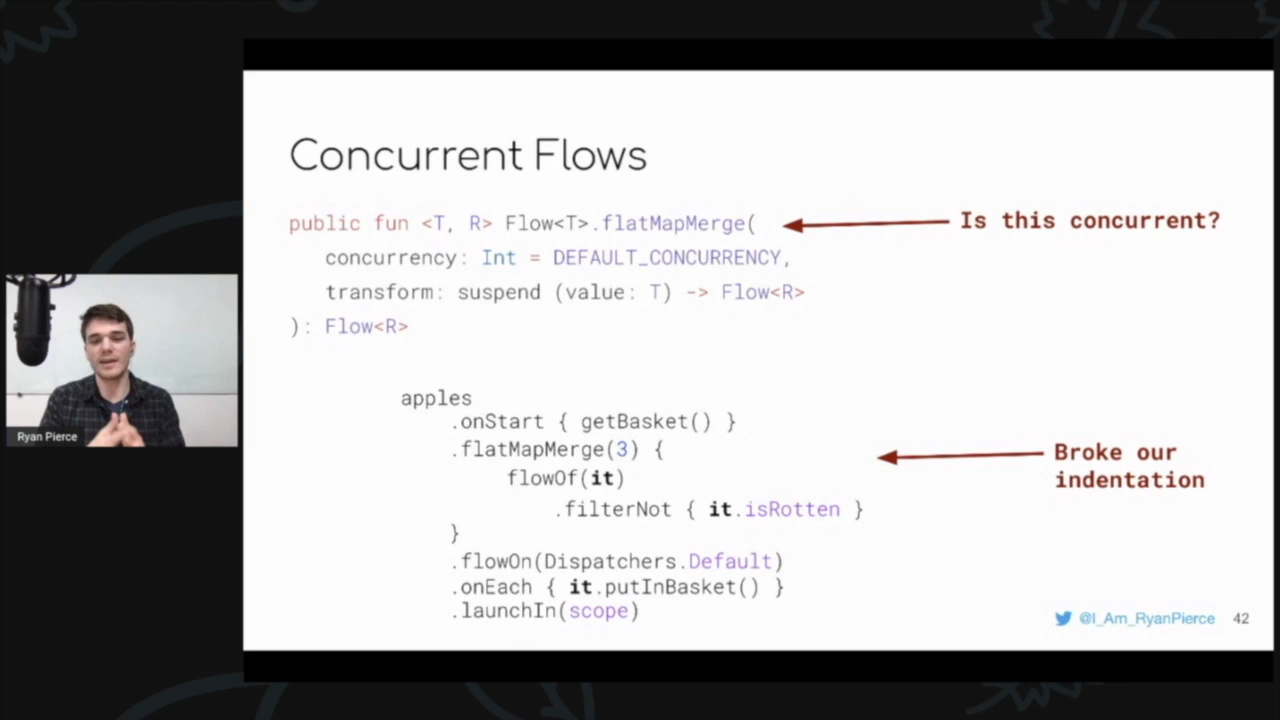 Concurrent Flows
public fun <T, R> Flow<T>.flatMapMerge(
Is this concurrent?
concurrency: Int = DEFAULT_CONCURRENCY,
transform: suspend (value: T) -> Flow<R>
): Flow<R>
apples
.onStart { getBasket() }
.flatMapMerge(3) {
flowOf(it)
.filterNot { it.isRotten }
}
Broke our
indentation
.flowOn(Dispatchers.Default)
.onEach { it.putInBasket() }
.launchIn(scope)
@I_Am_RyanPierce 42
Ryan Pierce